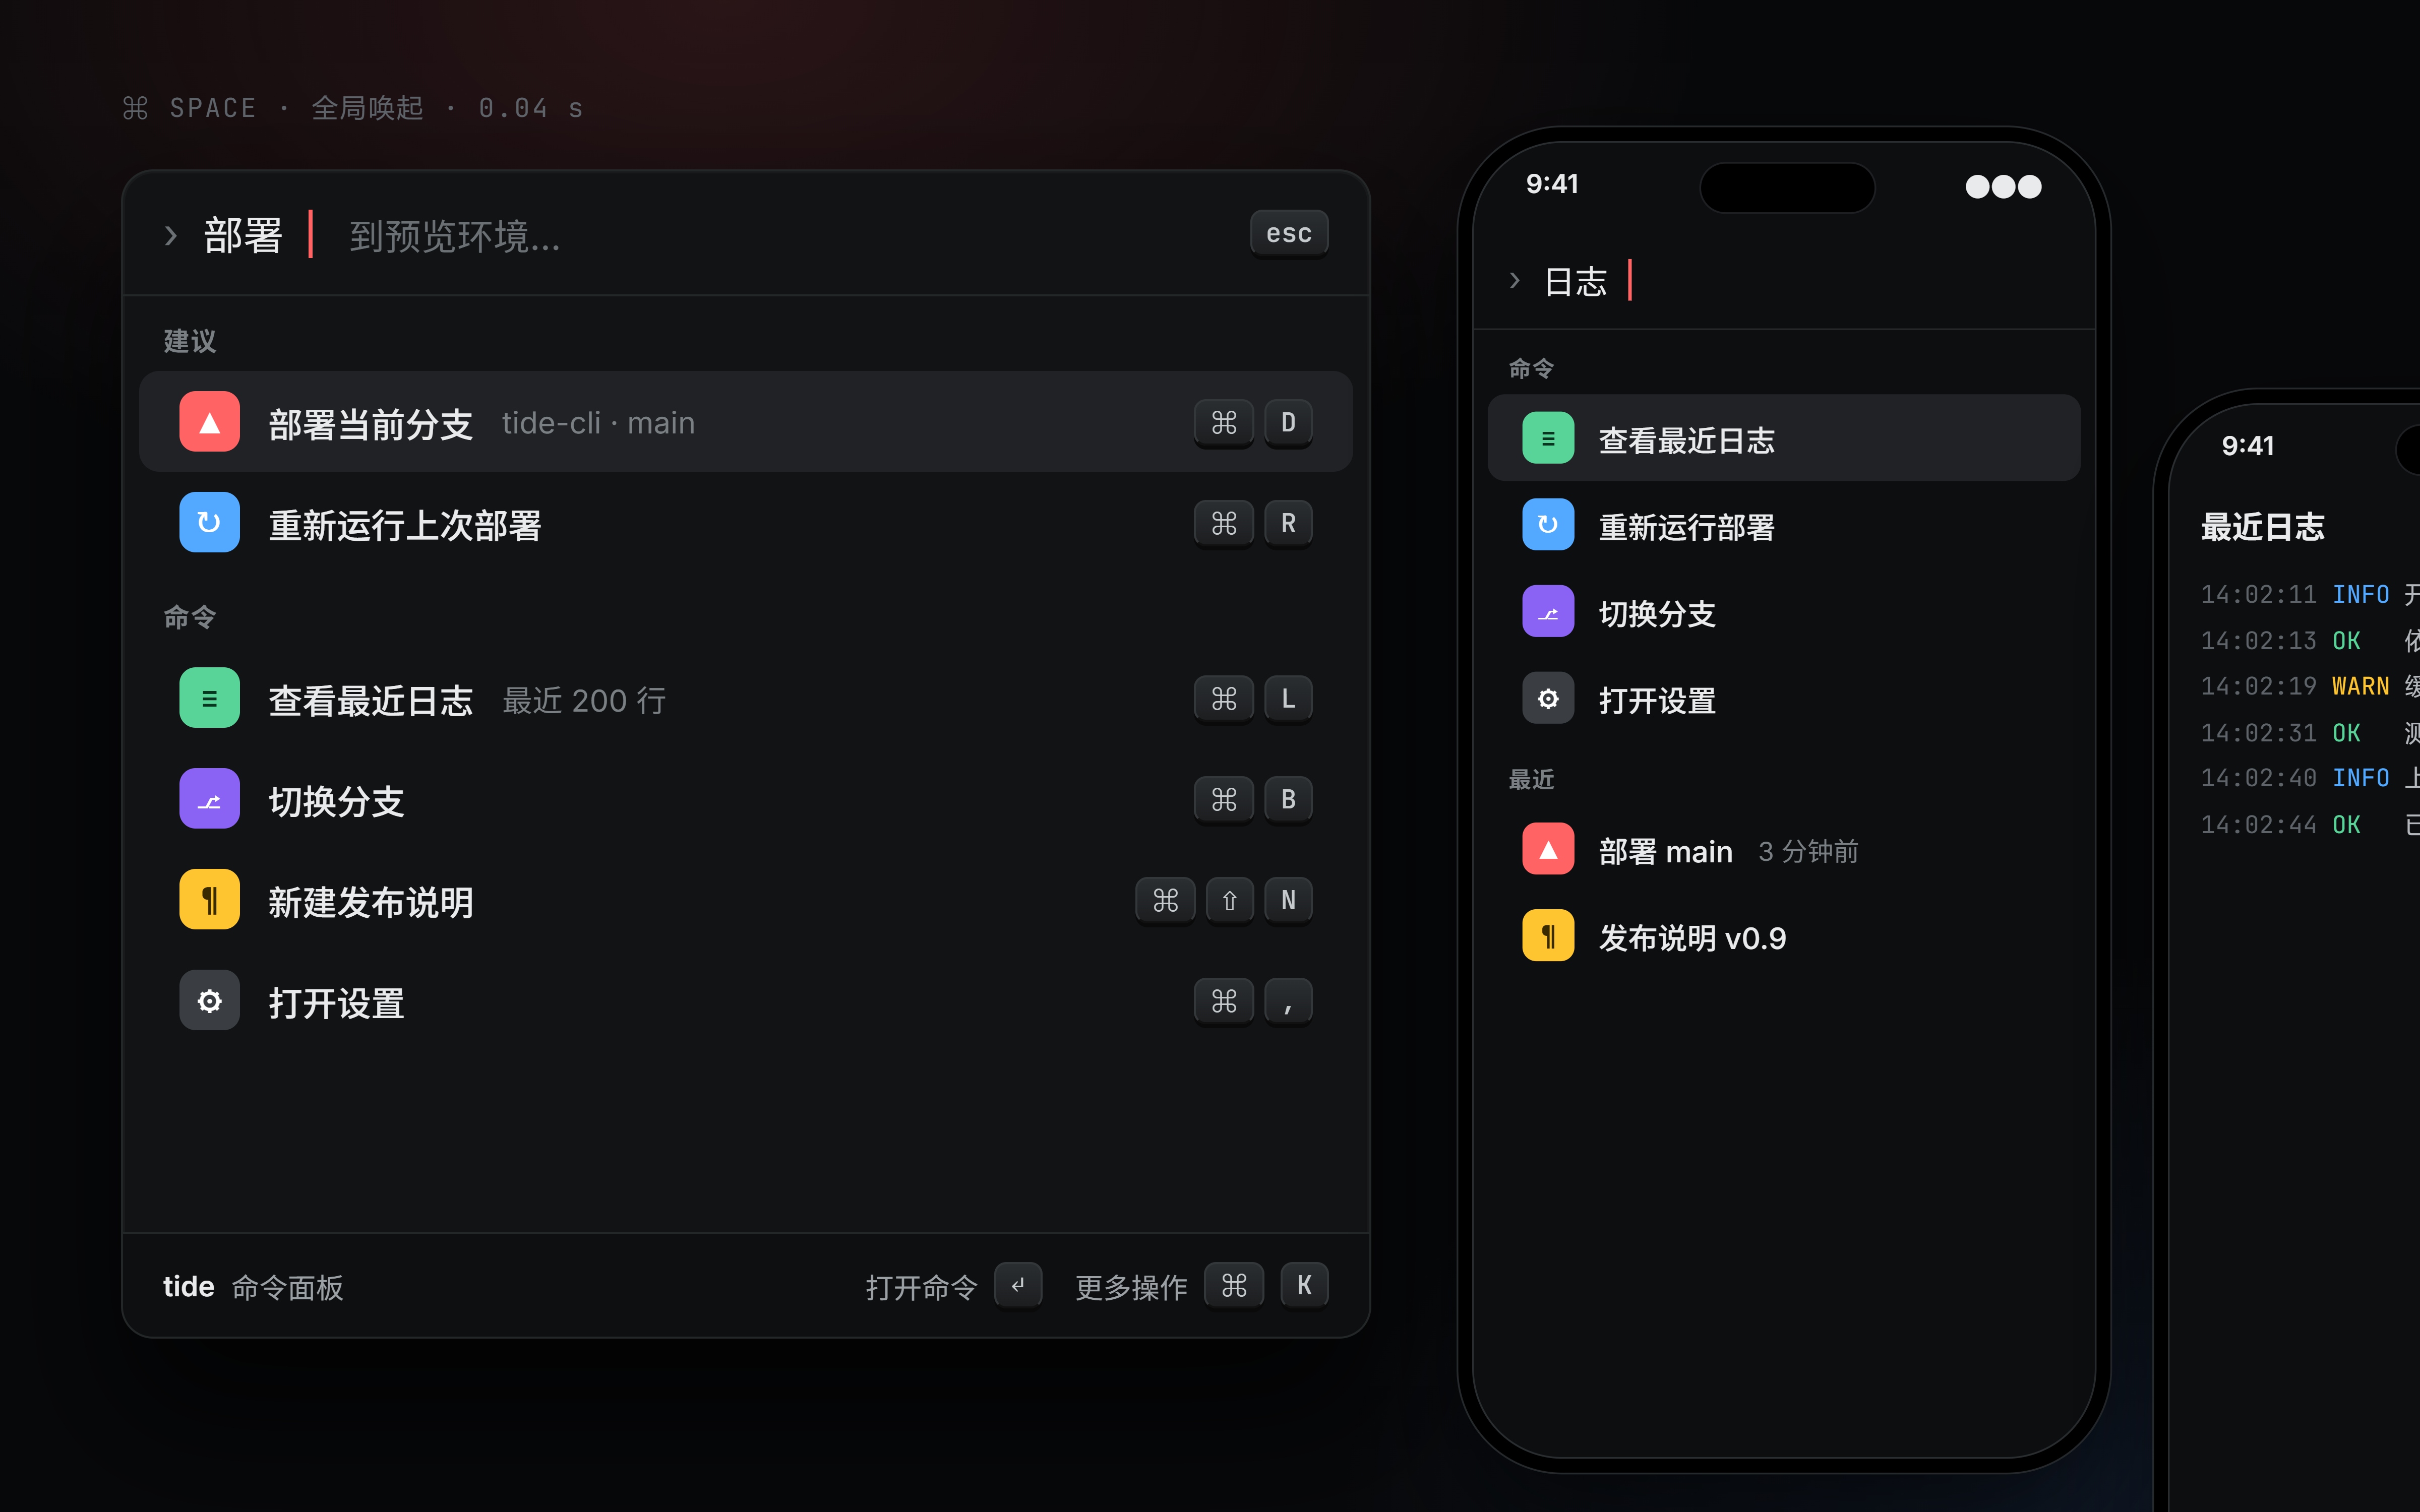 ⌘ SPACE · 全局唤起 · 0.04 s
› 部署 到预览环境... esc
建议
部署当前分支 tide-cli · main ⌘ D
重新运行上次部署 ⌘ R
命令
查看最近日志 最近 200 行 ⌘ L
切换分支 ⌘ B
新建发布说明 ⌘ ⇧ N
打开设置 ⌘ ,
tide 命令面板 打开命令 ↵ 更多操作 ⌘ K
9:41
› 日志
命令
查看最近日志
重新运行部署
切换分支
打开设置
最近
部署 main 3 分钟前
发布说明 v0.9
9:41
最近日志
14:02:11 INFO
14:02:13 OK
14:02:19 WARN
14:02:31 OK
14:02:40 INFO
14:02:44 OK